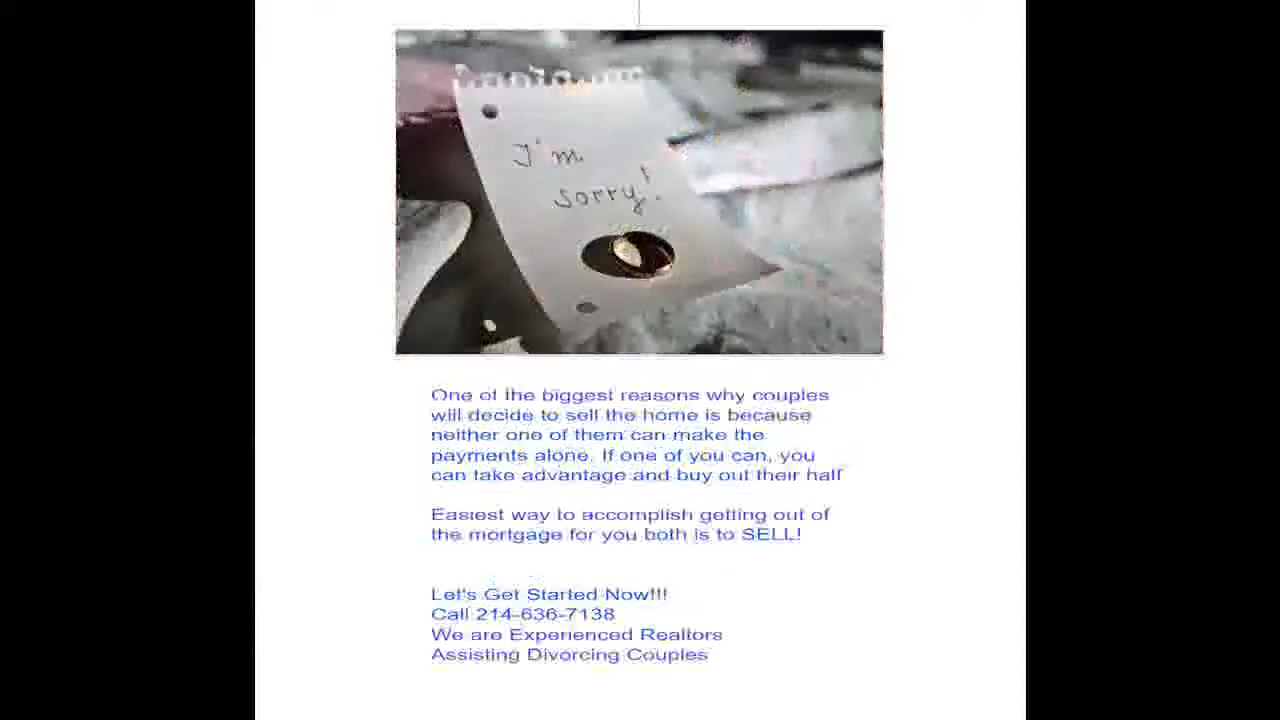 I'm
sorry!
One of the biggest reasons why couples
will decide to sell the home is because
neither one of them can make the
payments alone. If one of you can, you
can take advantage and buy out their half
Easiest way to accomplish getting out of
the mortgage for you both is to SELL!
Let's Get Started Now!!!
Call 214-636-7138
We are Experienced Realtors
Assisting Divorcing Couples